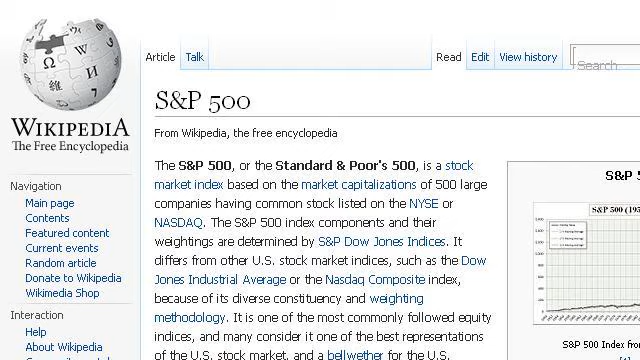 Article Talk Read Edit View history Search
S&P 500
WIKIPEDIA
The Free Encyclopedia
From Wikipedia, the free encyclopedia
Navigation
Main page
Contents
Featured content
Current events
Random article
Donate to Wikipedia
Wikimedia Shop
Interaction
Help
About Wikipedia
The S&P 500, or the Standard & Poor's 500, is a stock
market index based on the market capitalizations of 500 large
companies having common stock listed on the NYSE or
NASDAQ. The S&P 500 index components and their
weightings are determined by S&P Dow Jones Indices. It
differs from other U.S. stock market indices, such as the Dow
Jones Industrial Average or the Nasdaq Composite index,
because of its diverse constituency and weighting
methodology. It is one of the most commonly followed equity
indices, and many consider it one of the best representations
of the U.S. stock market, and a bellwether for the U.S.
S&P 5
S&P 500 (195
S&P 500 Index from